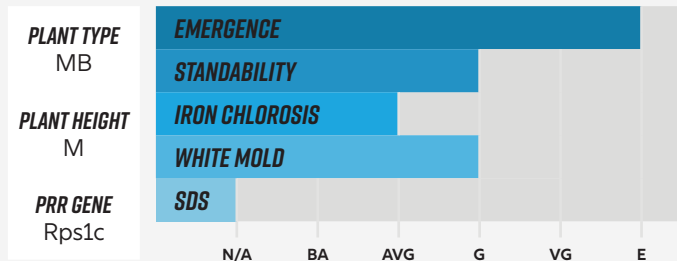 PLANT TYPE
MB
PLANT HEIGHT
M
PRR GENE
Rps1c
EMERGENCE
STANDABILITY
IRON CHLOROSIS
WHITE MOLD
SDS
N/A BA AVG G VG E